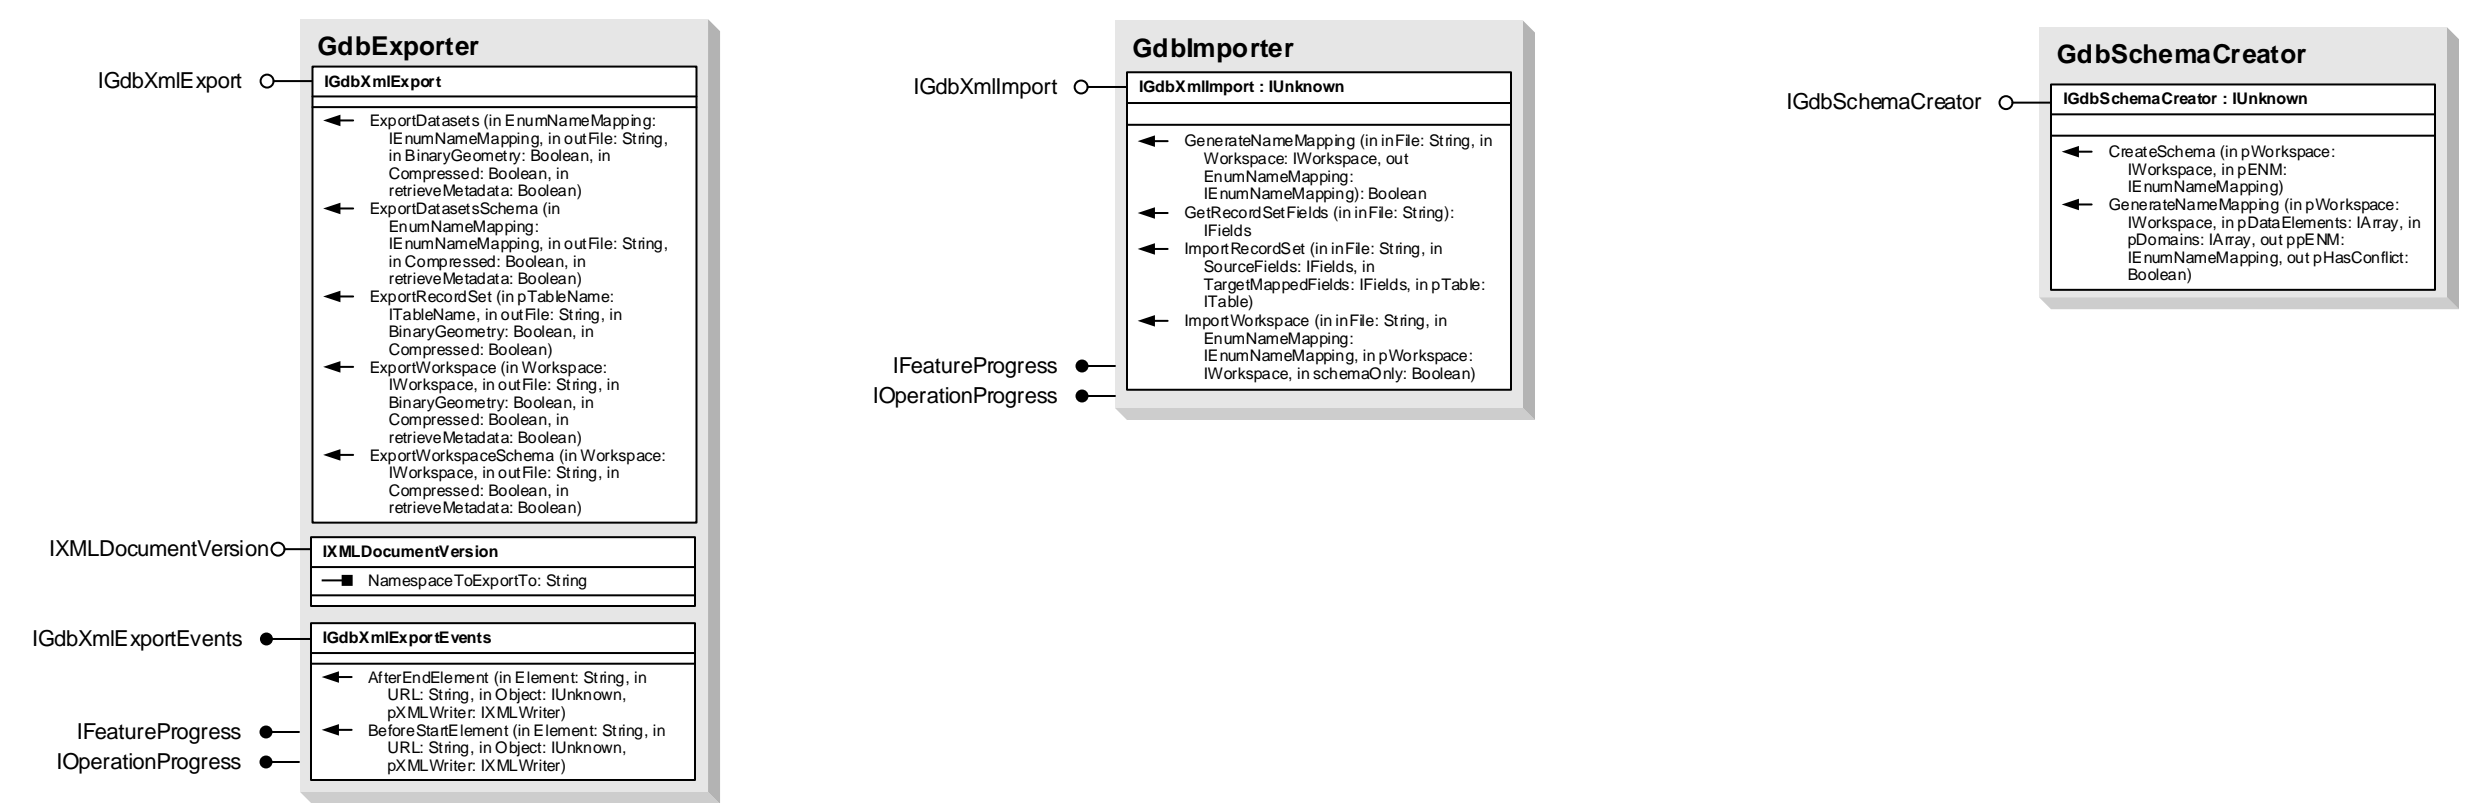 GdbExporter
IGdbXmlExport
IGdbXmlExport
ExportDatasets (in EnumNameMapping:
IEnumNameMapping, in outFile: String,
in BinaryGeometry: Boolean, in
Compressed: Boolean, in
retrieveMetadata: Boolean)
ExportDatasetsSchema (in
EnumNameMapping:
IEnumNameMapping, in outFile: String,
in Compressed: Boolean, in
retrieveMetadata: Boolean)
ExportRecordSet (in pTableName:
ITableName, in outFile: String, in
BinaryGeometry: Boolean, in
Compressed: Boolean)
ExportWorkspace (in Workspace:
IWorkspace, in outFile: String, in
BinaryGeometry: Boolean, in
Compressed: Boolean, in
retrieveMetadata: Boolean)
ExportWorkspaceSchema (in Workspace:
IWorkspace, in outFile: String, in
Compressed: Boolean, in
retrieveMetadata: Boolean)
IXMLDocumentVersion
IXMLDocumentVersion
NamespaceToExportTo: String
IGdbXmlExportEvents
IGdbXmlExportEvents
AfterEndElement (in Element: String, in
URL: String, in Object: IUnknown,
pXMLWriter: IXMLWriter)
IFeatureProgress
BeforeStartElement (in Element: String, in
URL: String, in Object: IUnknown,
pXMLWriter: IXMLWriter)
IOperationProgress
GdbImporter
IGdbXmlImport
IGdbXmlImport : IUnknown
GenerateNameMapping (in inFile: String, in
Workspace: IWorkspace, out
EnumNameMapping:
IEnumNameMapping): Boolean
GetRecordSetFields (in inFile: String):
IFields
ImportRecordSet (in inFile: String, in
SourceFields: IFields, in
TargetMappedFields: IFields, in pTable:
ITable)
ImportWorkspace (in inFile: String, in
EnumNameMapping:
IEnumNameMapping, in pWorkspace:
IWorkspace, in schemaOnly: Boolean)
IFeatureProgress
IOperationProgress
GdbSchemaCreator
IGdbSchemaCreator
IGdbSchemaCreator : IUnknown
CreateSchema (in pWorkspace:
IWorkspace, in pENM:
IEnumNameMapping)
GenerateNameMapping (in pWorkspace:
IWorkspace, in pDataElements: IArray, in
pDomains: IArray, out ppENM:
IEnumNameMapping, out pHasConflict:
Boolean)